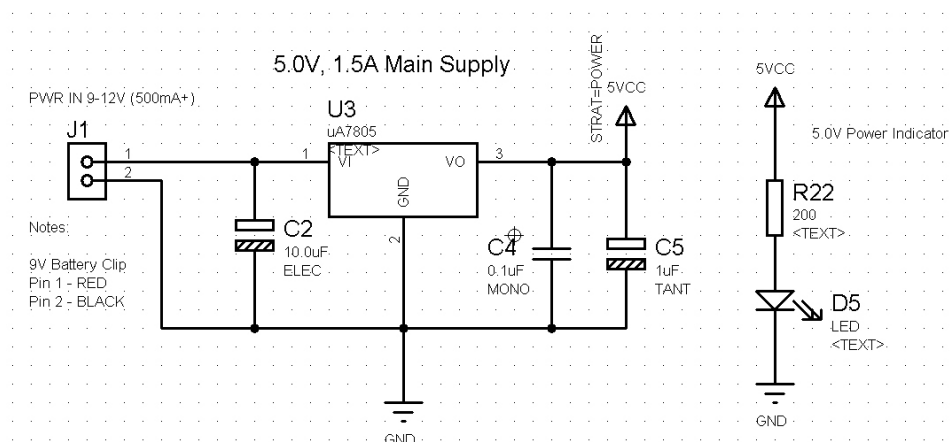 5.0V, 1.5A Main Supply
PWR IN 9-12V (500mA+)
J1
1
2
Notes:
9V Battery Clip
Pin 1 - RED
Pin 2 - BLACK
C2
10.0uF
ELEC
U3
uA7805
<TEXT>
1
VI
VO
3
GND
2
GND
C4
0.1uF
MONO
STRAT=POWER
5VCC
C5
1uF
TANT
5VCC
5.0V Power Indicator
R22
200
<TEXT>
D5
LED
<TEXT>
GND